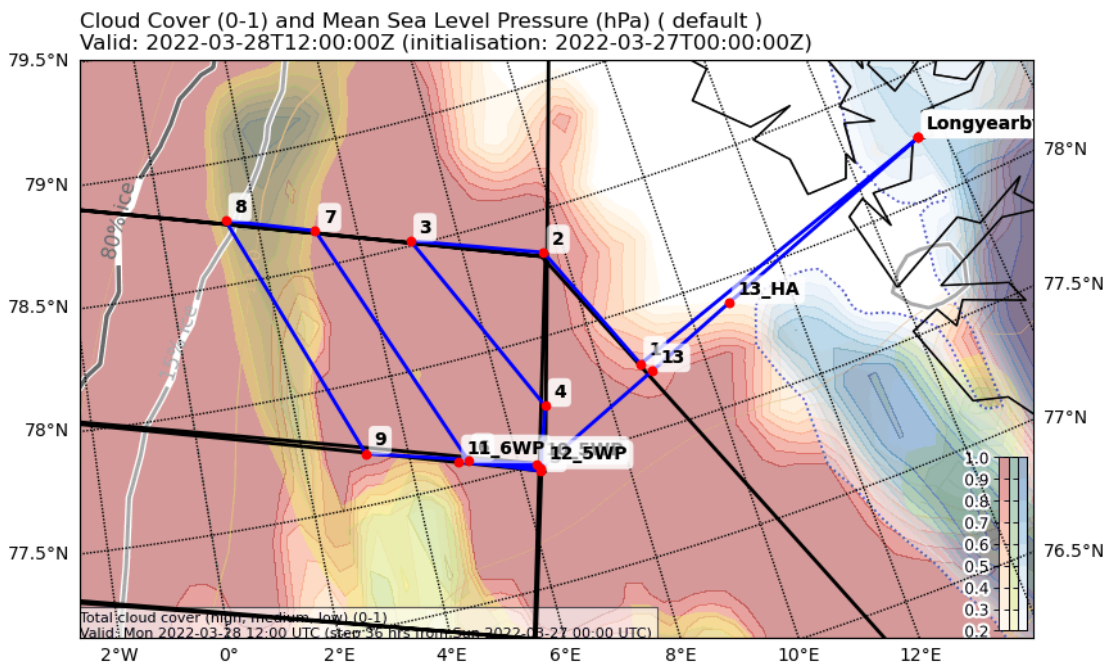 Cloud Cover (0-1) and Mean Sea Level Pressure (hPa) ( default )
Valid: 2022-03-28T12:00:00Z (initialisation: 2022-03-27T00:00:00Z)
79.5°N
Longyearb
78°N
79°N
80% ice
8
7
3
2
77.5°N
13_HA
78.5°N
15% ice
13
4
77°N
78°N
9
11_6WP
12_5WP
1.0
0.9
0.8
0.7
0.6
0.5
0.4
0.3
0.2
77.5°N
76.5°N
Total cloud cover (high, medium, low) (0-1)
Valid: Mon 2022-03-28 12:00 UTC (step 36 hrs from Sun 2022-03-27 00:00 UTC)
2°W
0°
2°E
4°E
6°E
8°E
10°E
12°E